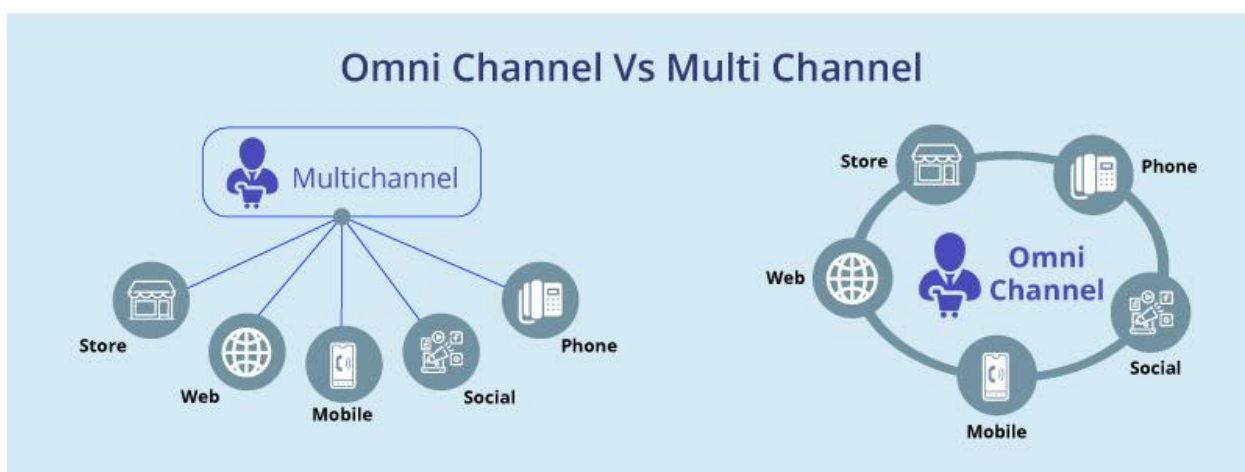 Omni Channel Vs Multi Channel
Multichannel
Store
Web
Mobile
Social
Phone
Store
Phone
Web
Omni
Channel
Social
Mobile